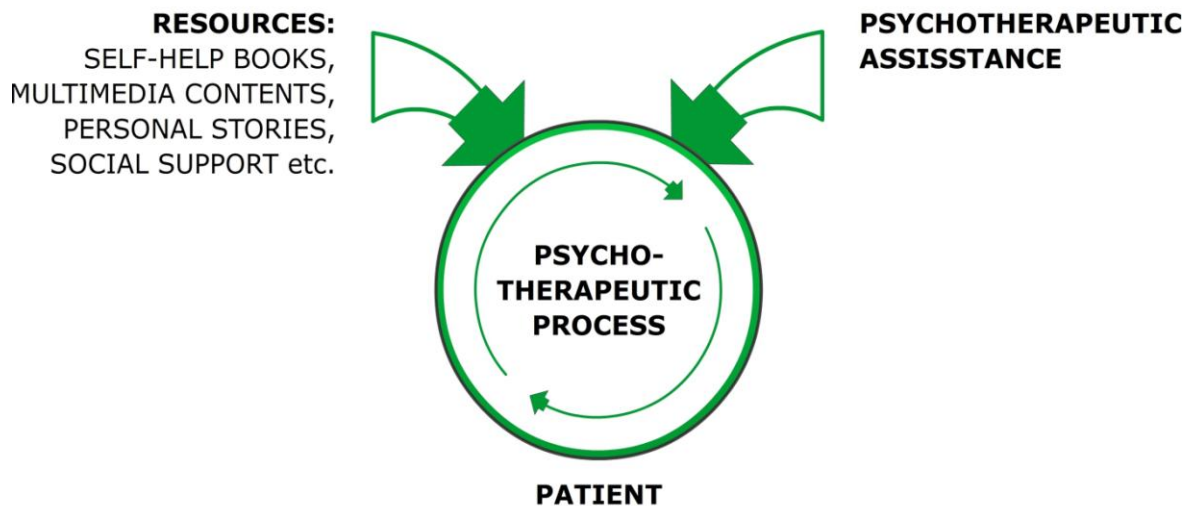 RESOURCES:
SELF-HELP BOOKS,
MULTIMEDIA CONTENTS,
PERSONAL STORIES,
SOCIAL SUPPORT etc.
PSYCHOTHERAPEUTIC
ASSISSTANCE
PSYCHO-
THERAPEUTIC
PROCESS
PATIENT